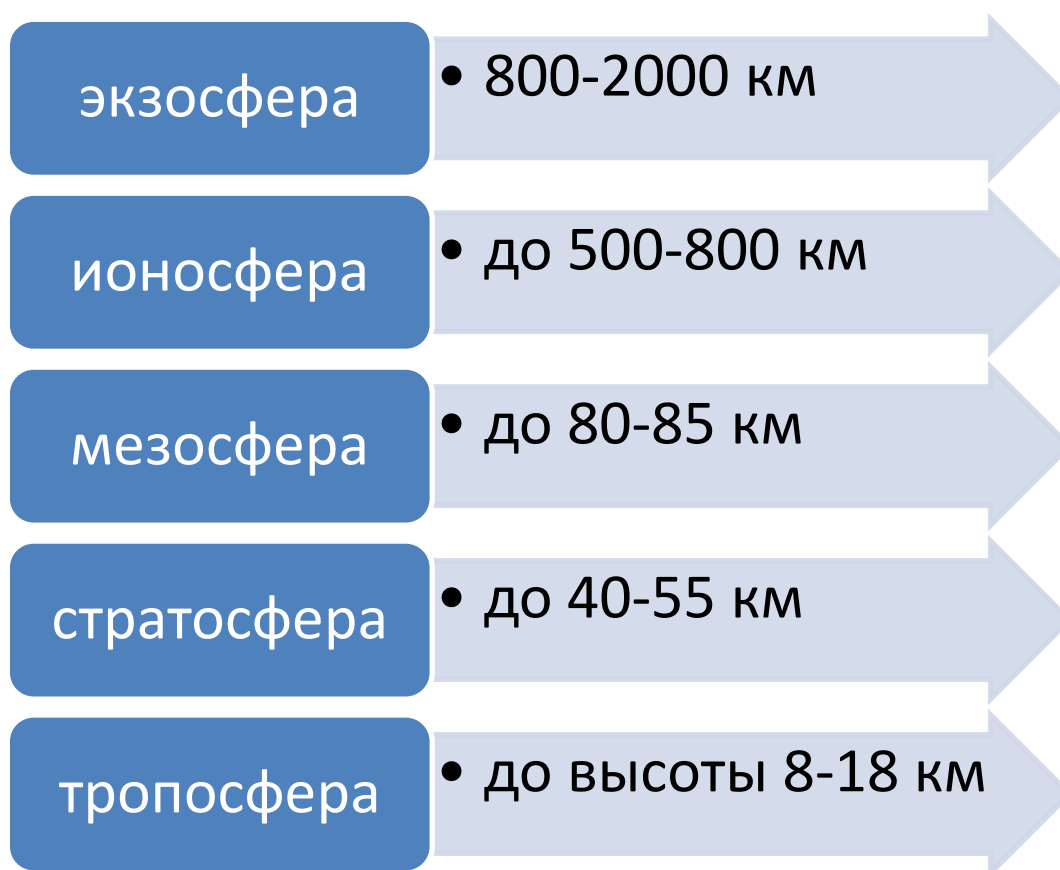 экзосфера
• 800-2000 км
ионосфера
• до 500-800 км
мезосфера
• до 80-85 км
стратосфера
• до 40-55 км
тропосфера
• до высоты 8-18 км